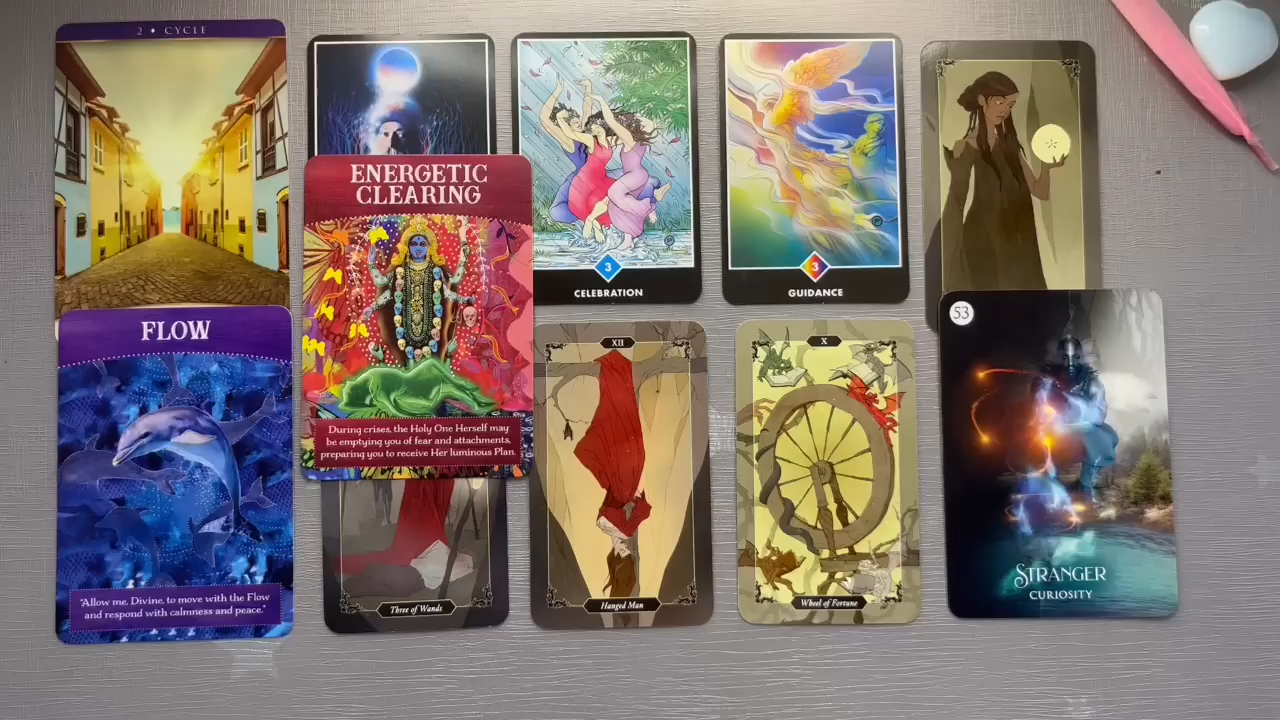 2 • CYCLE
ENERGETIC
CLEARING
During crises, the Holy One Herself may
be emptying you of fear and attachments,
preparing you to receive Her luminous Plan.
3
CELEBRATION
3
GUIDANCE
FLOW
"Allow me, Divine, to move with the Flow
and respond with calmness and peace."
Three of Wands
XII
Hanged Man
X
Wheel of Fortune
53
STRANGER
CURIOSITY